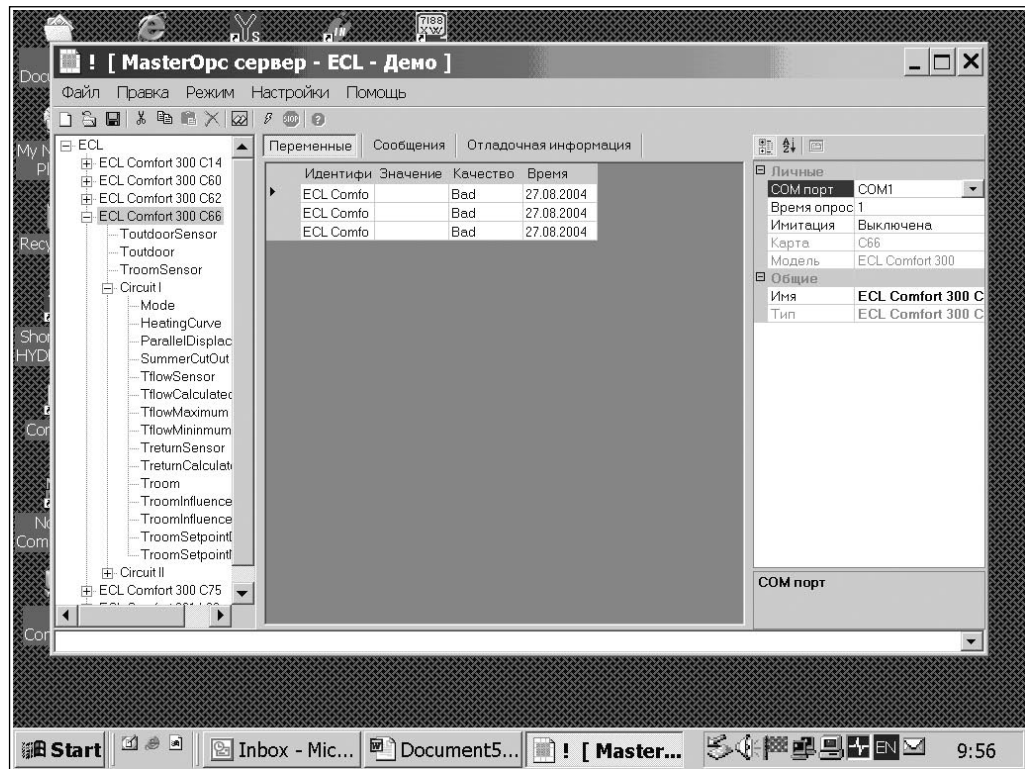 7188
XW
! [ MasterOpc сервер - ECL - Демо ]
Файл Правка Режим Настройки Помощь
STOP
ECL
ECL Comfort 300 C14
ECL Comfort 300 C60
ECL Comfort 300 C62
ECL Comfort 300 C66
ToutdoorSensor
Toutdoor
TroomSensor
Circuit I
Mode
HeatingCurve
ParallelDisplac
SummerCutOut
TflowSensor
TflowCalculated
TflowMaximum
TflowMininmum
TreturnSensor
TreturnCalculat
Troom
TroomInfluence
TroomInfluence
TroomSetpoint
TroomSetpoint
Circuit II
ECL Comfort 300 C75
Переменные Сообщения Отладочная информация
Идентифи Значение Качество Время
ECL Comfo Bad 27.08.2004
ECL Comfo Bad 27.08.2004
ECL Comfo Bad 27.08.2004
Личные
COM порт COM1
Время опрос 1
Имитация Выключена
Карта C66
Модель ECL Comfort 300
Общие
Имя ECL Comfort 300 C
Тип ECL Comfort 300 C
COM порт
Start Inbox - Mic... Document5... ! [ Master... EN 9:56